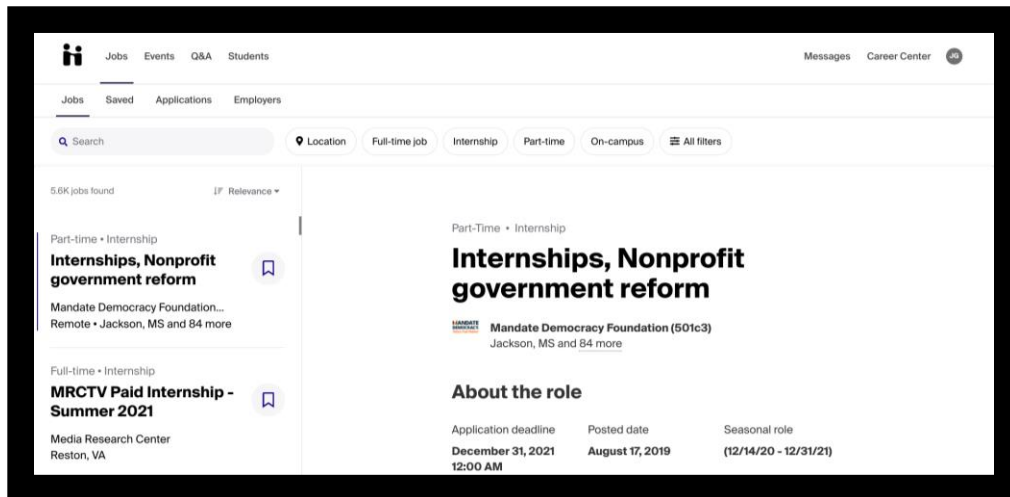 Jobs Events Q&A Students Messages Career Center JG
Jobs Saved Applications Employers
Search Location Full-time job Internship Part-time On-campus All filters
5.6K jobs found Relevance
Part-time • Internship
Internships, Nonprofit
government reform
Mandate Democracy Foundation...
Remote • Jackson, MS and 84 more
Full-time • Internship
MRCTV Paid Internship -
Summer 2021
Media Research Center
Reston, VA
Part-Time • Internship
Internships, Nonprofit
government reform
MANDATE
DEMOCRACY
Mandate Democracy Foundation (501c3)
Jackson, MS and 84 more
About the role
Application deadline Posted date Seasonal role
December 31, 2021 August 17, 2019 (12/14/20 - 12/31/21)
12:00 AM